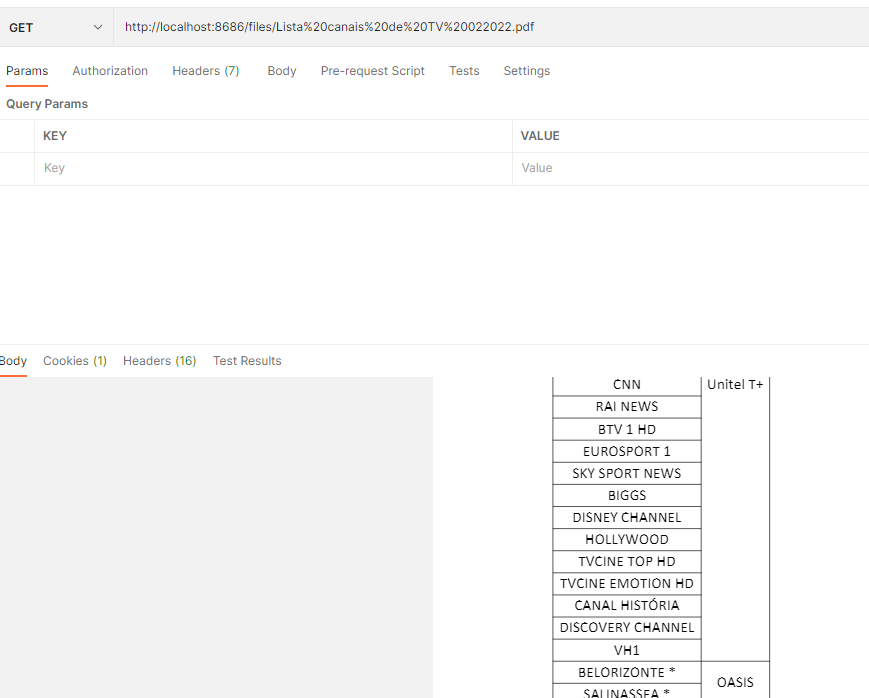 GET http://localhost:8686/files/Lista%20canais%20de%20TV%20022022.pdf
Params Authorization Headers (7) Body Pre-request Script Tests Settings
Query Params
KEY VALUE
Key Value
Body Cookies (1) Headers (16) Test Results
CNN Unitel T+
RAI NEWS
BTV 1 HD
EUROSPORT 1
SKY SPORT NEWS
BIGGS
DISNEY CHANNEL
HOLLYWOOD
TVCINE TOP HD
TVCINE EMOTION HD
CANAL HISTÓRIA
DISCOVERY CHANNEL
VH1
BELORIZONTE *
OASIS
SALINASSEA *